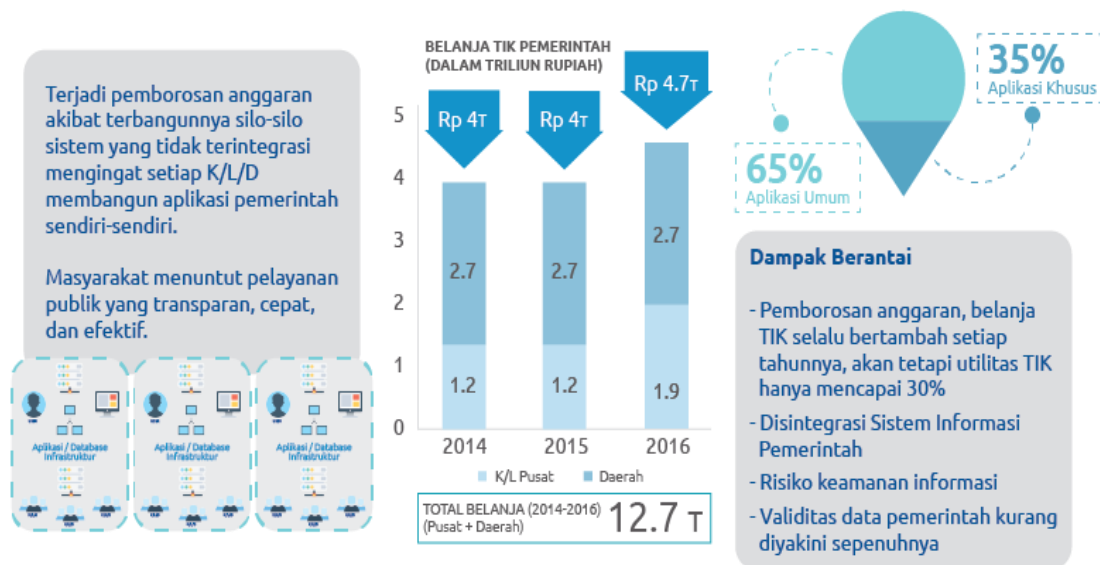 Terjadi pemborosan anggaran
akibat terbangunnya silo-silo
sistem yang tidak terintegrasi
mengingat setiap K/L/D
membangun aplikasi pemerintah
sendiri-sendiri.
Masyarakat menuntut pelayanan
publik yang transparan, cepat,
dan efektif.
Aplikasi / Database
Infrastruktur
Aplikasi / Database
Infrastruktur
Aplikasi / Database
Infrastruktur
BELANJA TIK PEMERINTAH
(DALAM TRILIUN RUPIAH)
Rp 4T
Rp 4T
Rp 4.7T
5
4
3
2
1
0
2.7
2.7
2.7
1.2
1.2
1.9
2014
2015
2016
K/L Pusat
Daerah
TOTAL BELANJA (2014-2016)
(Pusat + Daerah)
12.7 T
65%
Aplikasi Umum
35%
Aplikasi Khusus
Dampak Berantai
- Pemborosan anggaran, belanja
TIK selalu bertambah setiap
tahunnya, akan tetapi utilitas TIK
hanya mencapai 30%
- Disintegrasi Sistem Informasi
Pemerintah
- Risiko keamanan informasi
- Validitas data pemerintah kurang
diyakini sepenuhnya